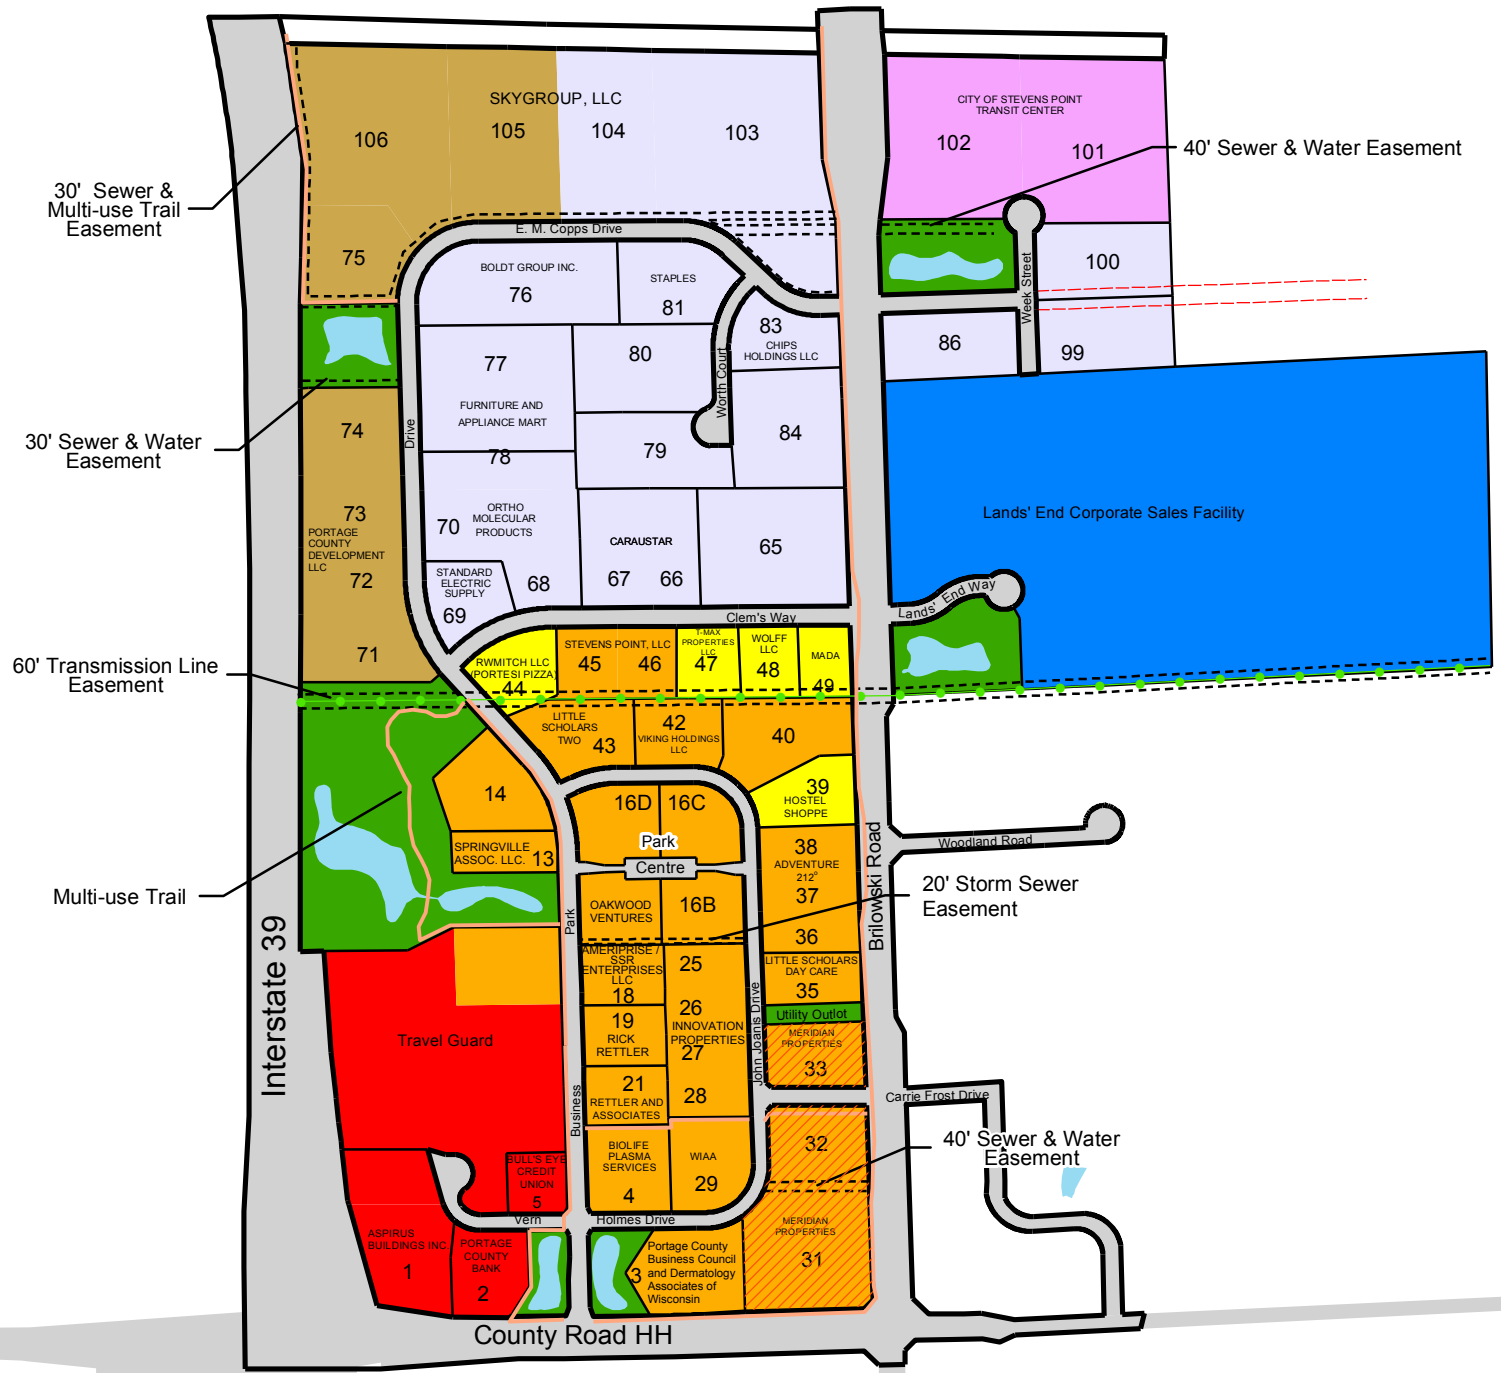 SKYGROUP, LLC
106
105
104
103
CITY OF STEVENS POINT
TRANSIT CENTER
102
101
40' Sewer & Water Easement
30' Sewer &
Multi-use Trail
Easement
75
E. M. Copps Drive
BOLDT GROUP INC.
76
STAPLES
81
100
Week Street
83
CHIPS
HOLDINGS LLC
86
99
77
80
Worth Court
FURNITURE AND
APPLIANCE MART
74
Drive
84
30' Sewer & Water
Easement
78
79
73
PORTAGE
COUNTY
DEVELOPMENT
LLC
72
70
ORTHO
MOLECULAR
PRODUCTS
CARAUSTAR
65
Lands' End Corporate Sales Facility
STANDARD
ELECTRIC
SUPPLY
69
68
67
66
Lands' End Way
Clem's Way
71
60' Transmission Line
Easement
RWMITCH LLC
(PORTESI PIZZA)
44
STEVENS POINT, LLC
45
46
T-MAX
PROPERTIES
LLC
47
WOLFF
LLC
48
MADA
49
LITTLE
SCHOLARS
TWO
43
42
VIKING HOLDINGS
LLC
40
14
16D
16C
39
HOSTEL
SHOPPE
Park
Centre
SPRINGVILLE
ASSOC. LLC.
13
38
ADVENTURE
212°
37
Woodland Road
Multi-use Trail
OAKWOOD
VENTURES
16B
20' Storm Sewer
Easement
Park
36
Brilowski Road
AMERIPRISE /
SSR
ENTERPRISES
LLC
18
25
LITTLE SCHOLARS
DAY CARE
35
Interstate 39
26
INNOVATION
PROPERTIES
27
28
19
RICK
RETTLER
Utility Outlot
John Joanis Drive
MERIDIAN
PROPERTIES
33
Travel Guard
21
RETTLER AND
ASSOCIATES
Business
Carrie Frost Drive
BIOLIFE
PLASMA
SERVICES
4
WIAA
29
32
40' Sewer & Water
Easement
BULL'S EYE
CREDIT
UNION
5
Vern
Holmes Drive
MERIDIAN
PROPERTIES
31
ASPIRUS
BUILDINGS INC.
1
PORTAGE
COUNTY
BANK
2
3
Portage County
Business Council
and Dermatology
Associates of
Wisconsin
County Road HH